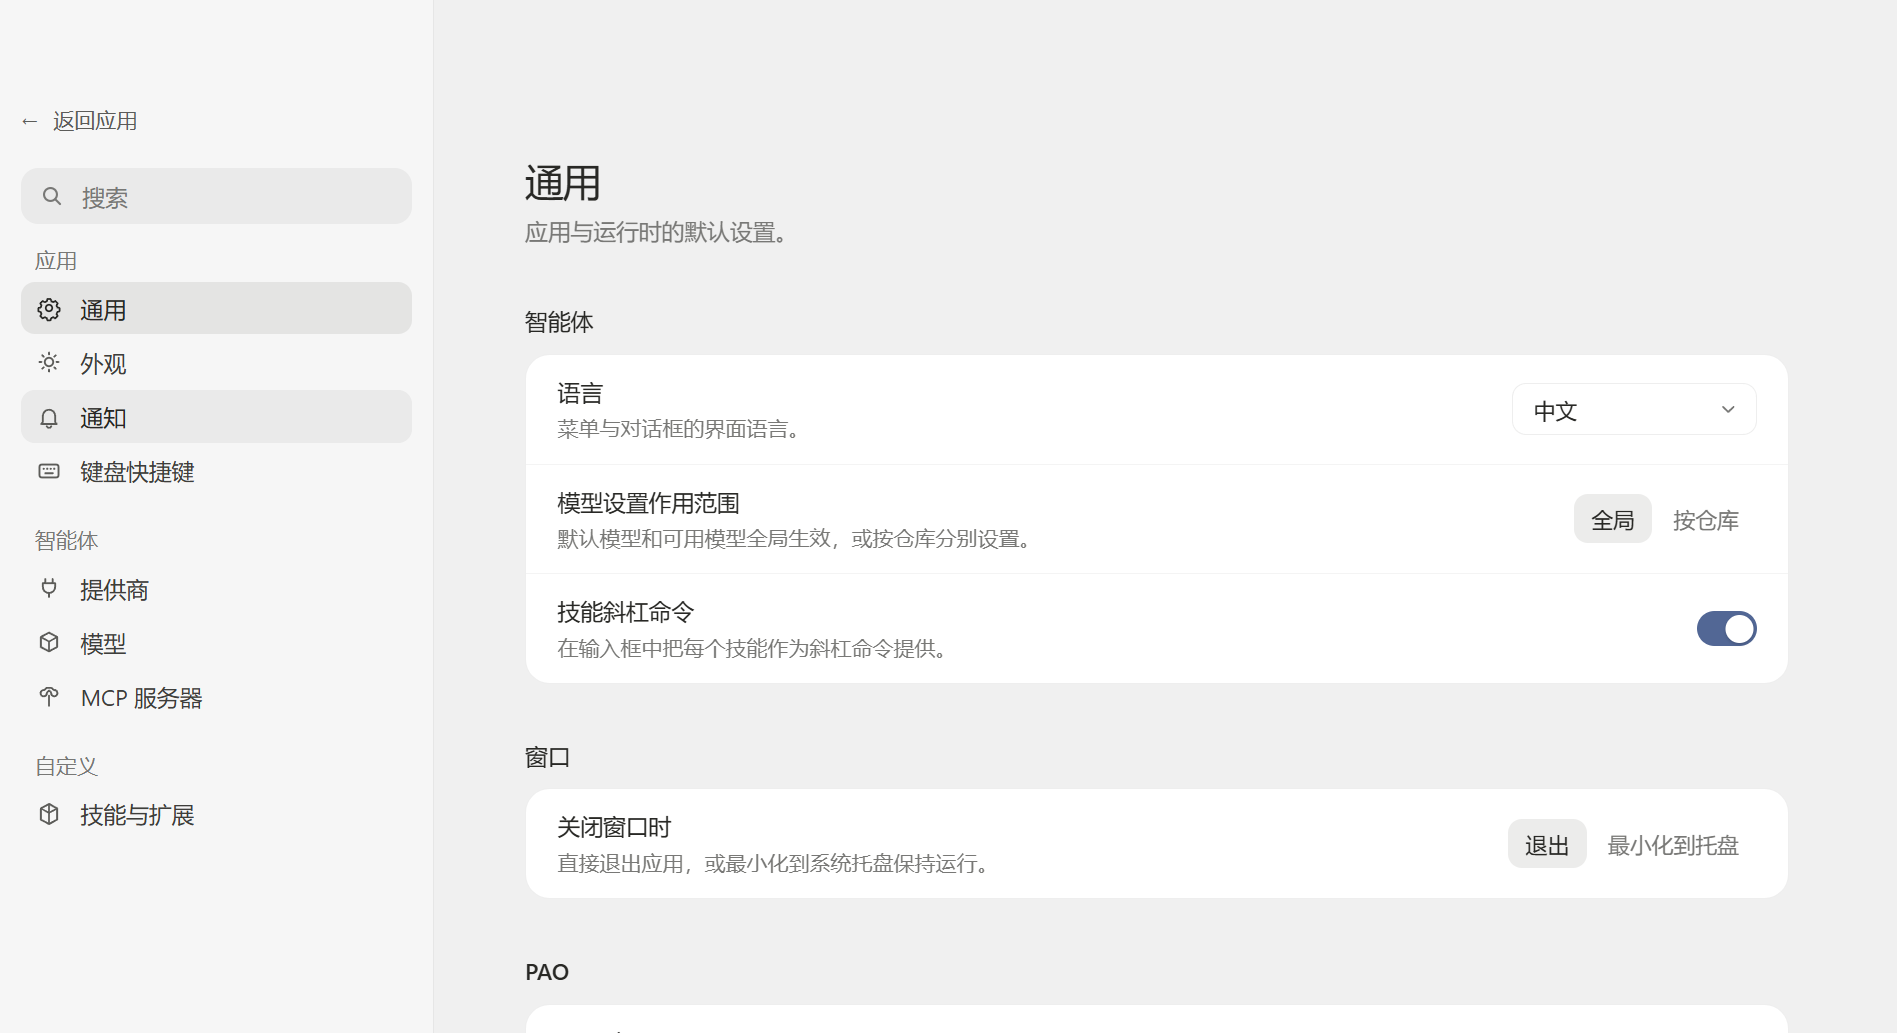 ← 返回应用
搜索
应用
通用
外观
通知
键盘快捷键
智能体
提供商
模型
MCP 服务器
自定义
技能与扩展
通用
应用与运行时的默认设置。
智能体
语言
菜单与对话框的界面语言。
中文
模型设置作用范围
默认模型和可用模型全局生效，或按仓库分别设置。
全局 按仓库
技能斜杠命令
在输入框中把每个技能作为斜杠命令提供。
窗口
关闭窗口时
直接退出应用，或最小化到系统托盘保持运行。
退出 最小化到托盘
PAO